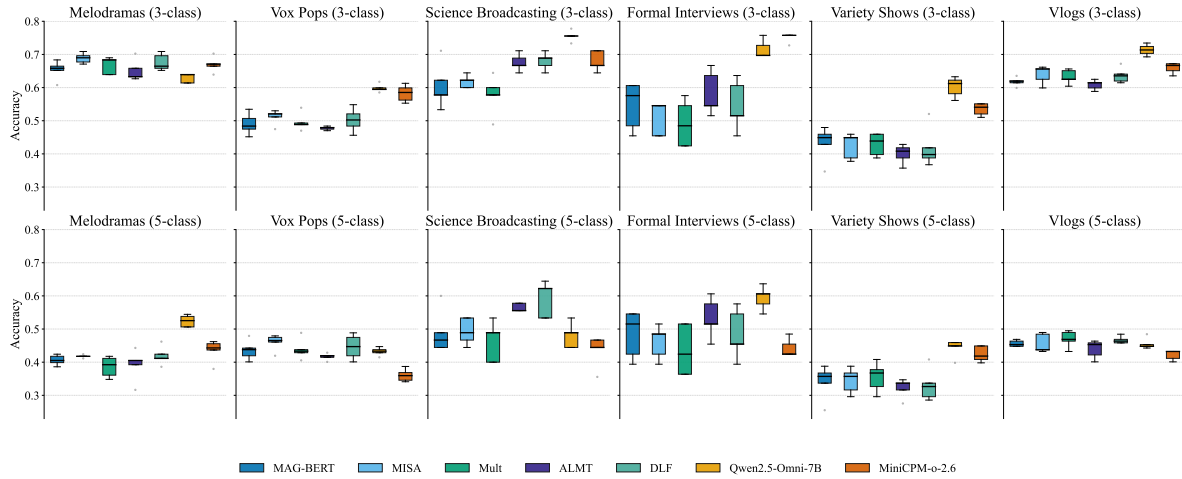 Melodramas (3-class) Vox Pops (3-class) Science Broadcasting (3-class) Formal Interviews (3-class) Variety Shows (3-class) Vlogs (3-class)
0.8
0.7
0.6
0.5
0.4
0.3
Accuracy
Melodramas (5-class) Vox Pops (5-class) Science Broadcasting (5-class) Formal Interviews (5-class) Variety Shows (5-class) Vlogs (5-class)
0.8
0.7
0.6
0.5
0.4
0.3
Accuracy
MAG-BERT MISA Mult ALMT DLF Qwen2.5-Omni-7B MiniCPM-o-2.6